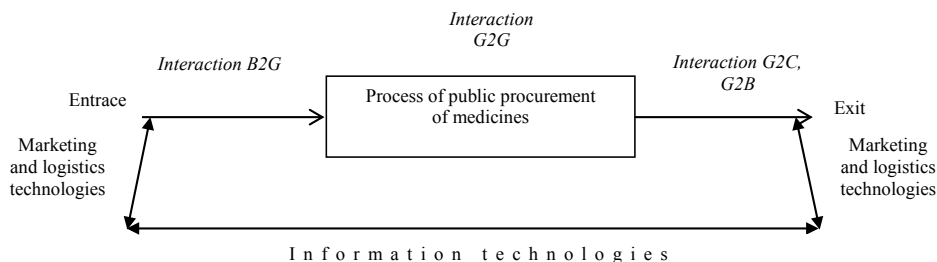 Interaction
G2G
Interaction B2G
Interaction G2C,
G2B
Entrace
Process of public procurement
of medicines
Exit
Marketing
and logistics
technologies
Marketing
and logistics
technologies
Information technologies